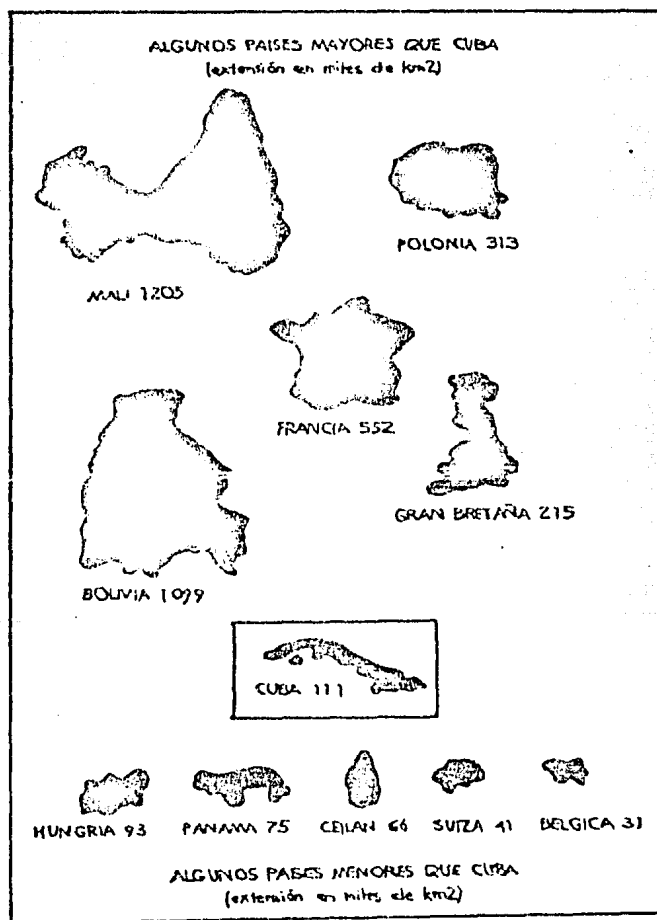 ALGUNOS PAISES MAYORES QUE CUBA
(extensión en miles de km2)
MALI 1205
POLONIA 313
FRANCIA 552
GRAN BRETAÑA 215
BOLIVIA 1099
CUBA 111
HUNGRIA 93 PANAMA 75 CEILAN 66 SUIZA 41 BELGICA 31
ALGUNOS PAISES MENORES QUE CUBA
(extensión en miles de km2)